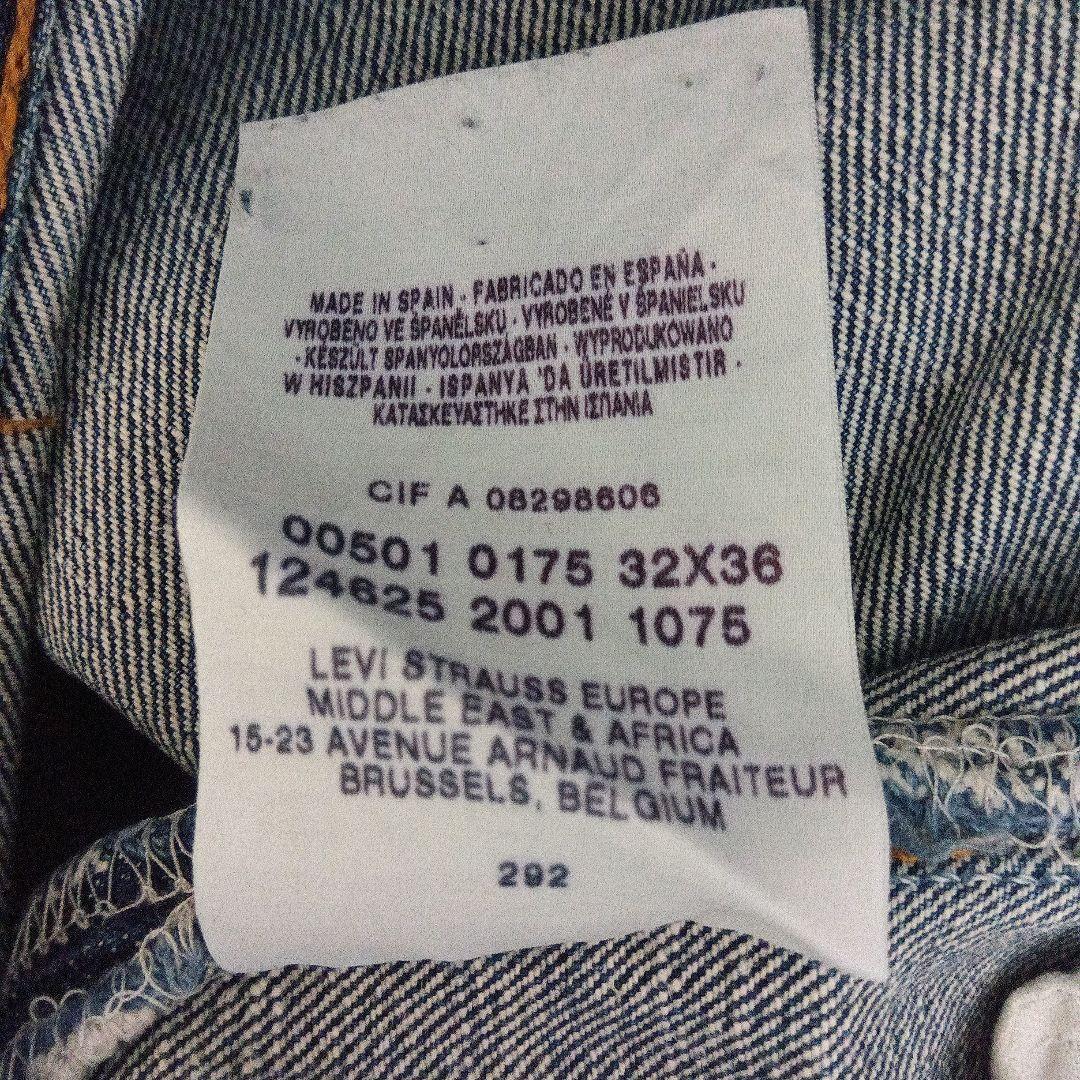 MADE IN SPAIN · FABRICADO EN ESPAÑA ·
VYROBENO VE ŠPANĚLSKU · VYROBENÉ V ŠPANIELSKU
· KÉSZÜLT SPANYOLORSZÁGBAN · WYPRODUKOWANO
W HISZPANII · ISPANYA 'DA ÜRETILMISTIR ·
ΚΑΤΑΣΚΕΥΑΣΤΗΚΕ ΣΤΗΝ ΙΣΠΑΝΙΑ
CIF A 08298606
00501 0175 32X36
124625 2001 1075
LEVI STRAUSS EUROPE
MIDDLE EAST & AFRICA
15-23 AVENUE ARNAUD FRAITEUR
BRUSSELS, BELGIUM
292